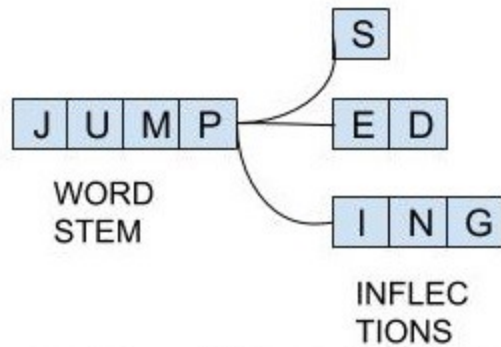 S
JUMP
ED
WORD
STEM
ING
INFLEC
TIONS